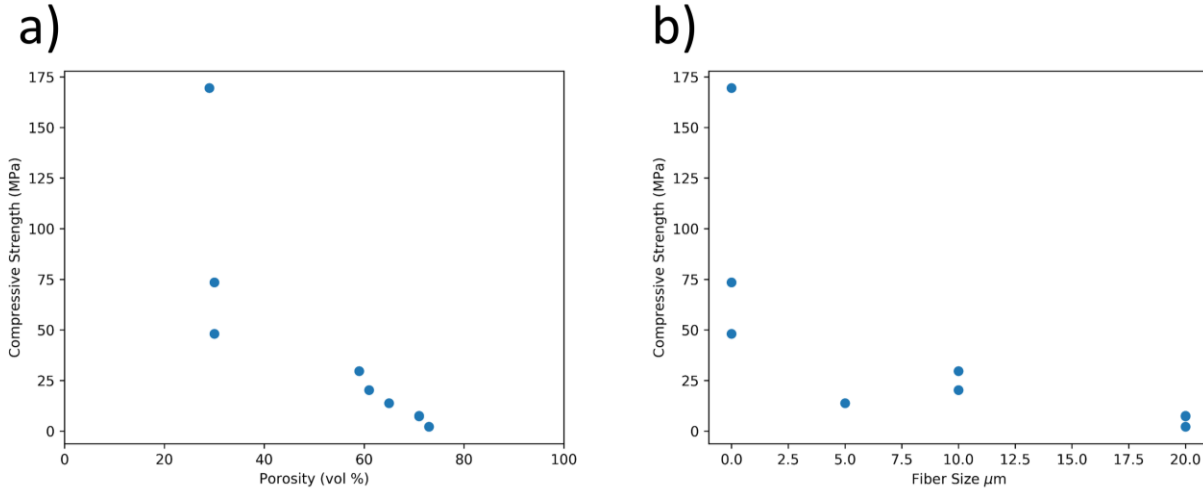 a)
175
150
125
100
75
50
25
0
Compressive Strength (MPa)
0 20 40 60 80 100
Porosity (vol %)
b)
175
150
125
100
75
50
25
0
Compressive Strength (MPa)
0.0 2.5 5.0 7.5 10.0 12.5 15.0 17.5 20.0
Fiber Size μm